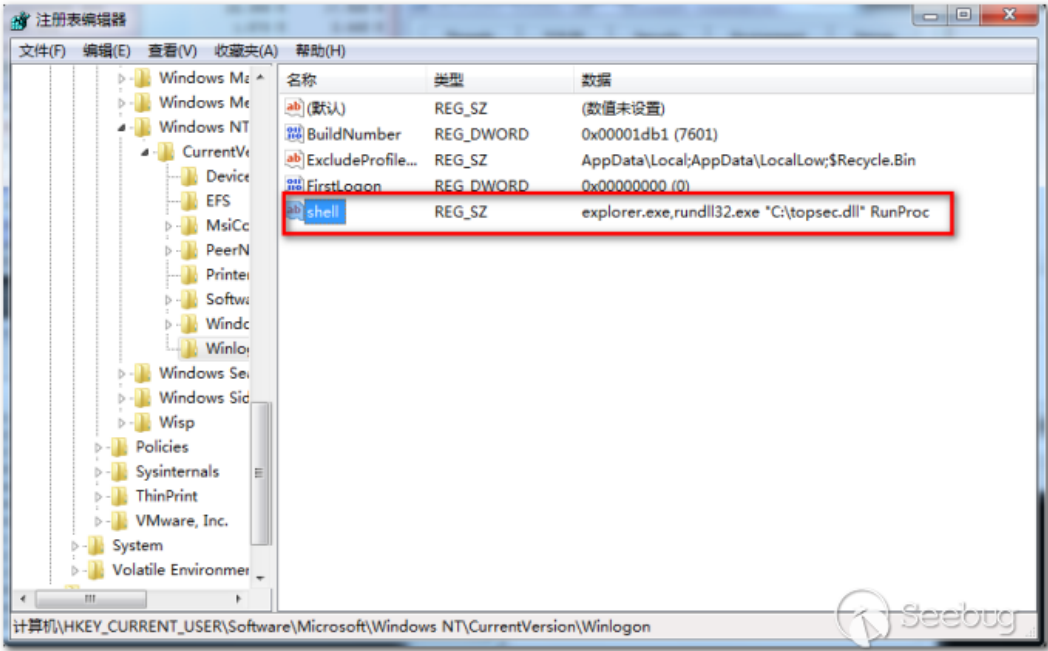 注册表编辑器
文件(F) 编辑(E) 查看(V) 收藏夹(A) 帮助(H)
Windows Ma
Windows Me
Windows NT
CurrentVe
Device
EFS
MsiCo
PeerN
Printer
Softwa
Windo
Winlog
Windows Sea
Windows Sid
Wisp
Policies
Sysinternals
ThinPrint
VMware, Inc.
System
Volatile Environmen
名称 类型 数据
(默认) REG_SZ (数值未设置)
BuildNumber REG_DWORD 0x00001db1 (7601)
ExcludeProfile... REG_SZ AppData\Local;AppData\LocalLow;$Recycle.Bin
FirstLogon REG_DWORD 0x00000000 (0)
shell REG_SZ explorer.exe,rundll32.exe "C:\topsec.dll" RunProc
计算机\HKEY_CURRENT_USER\Software\Microsoft\Windows NT\CurrentVersion\Winlogon
Seebug